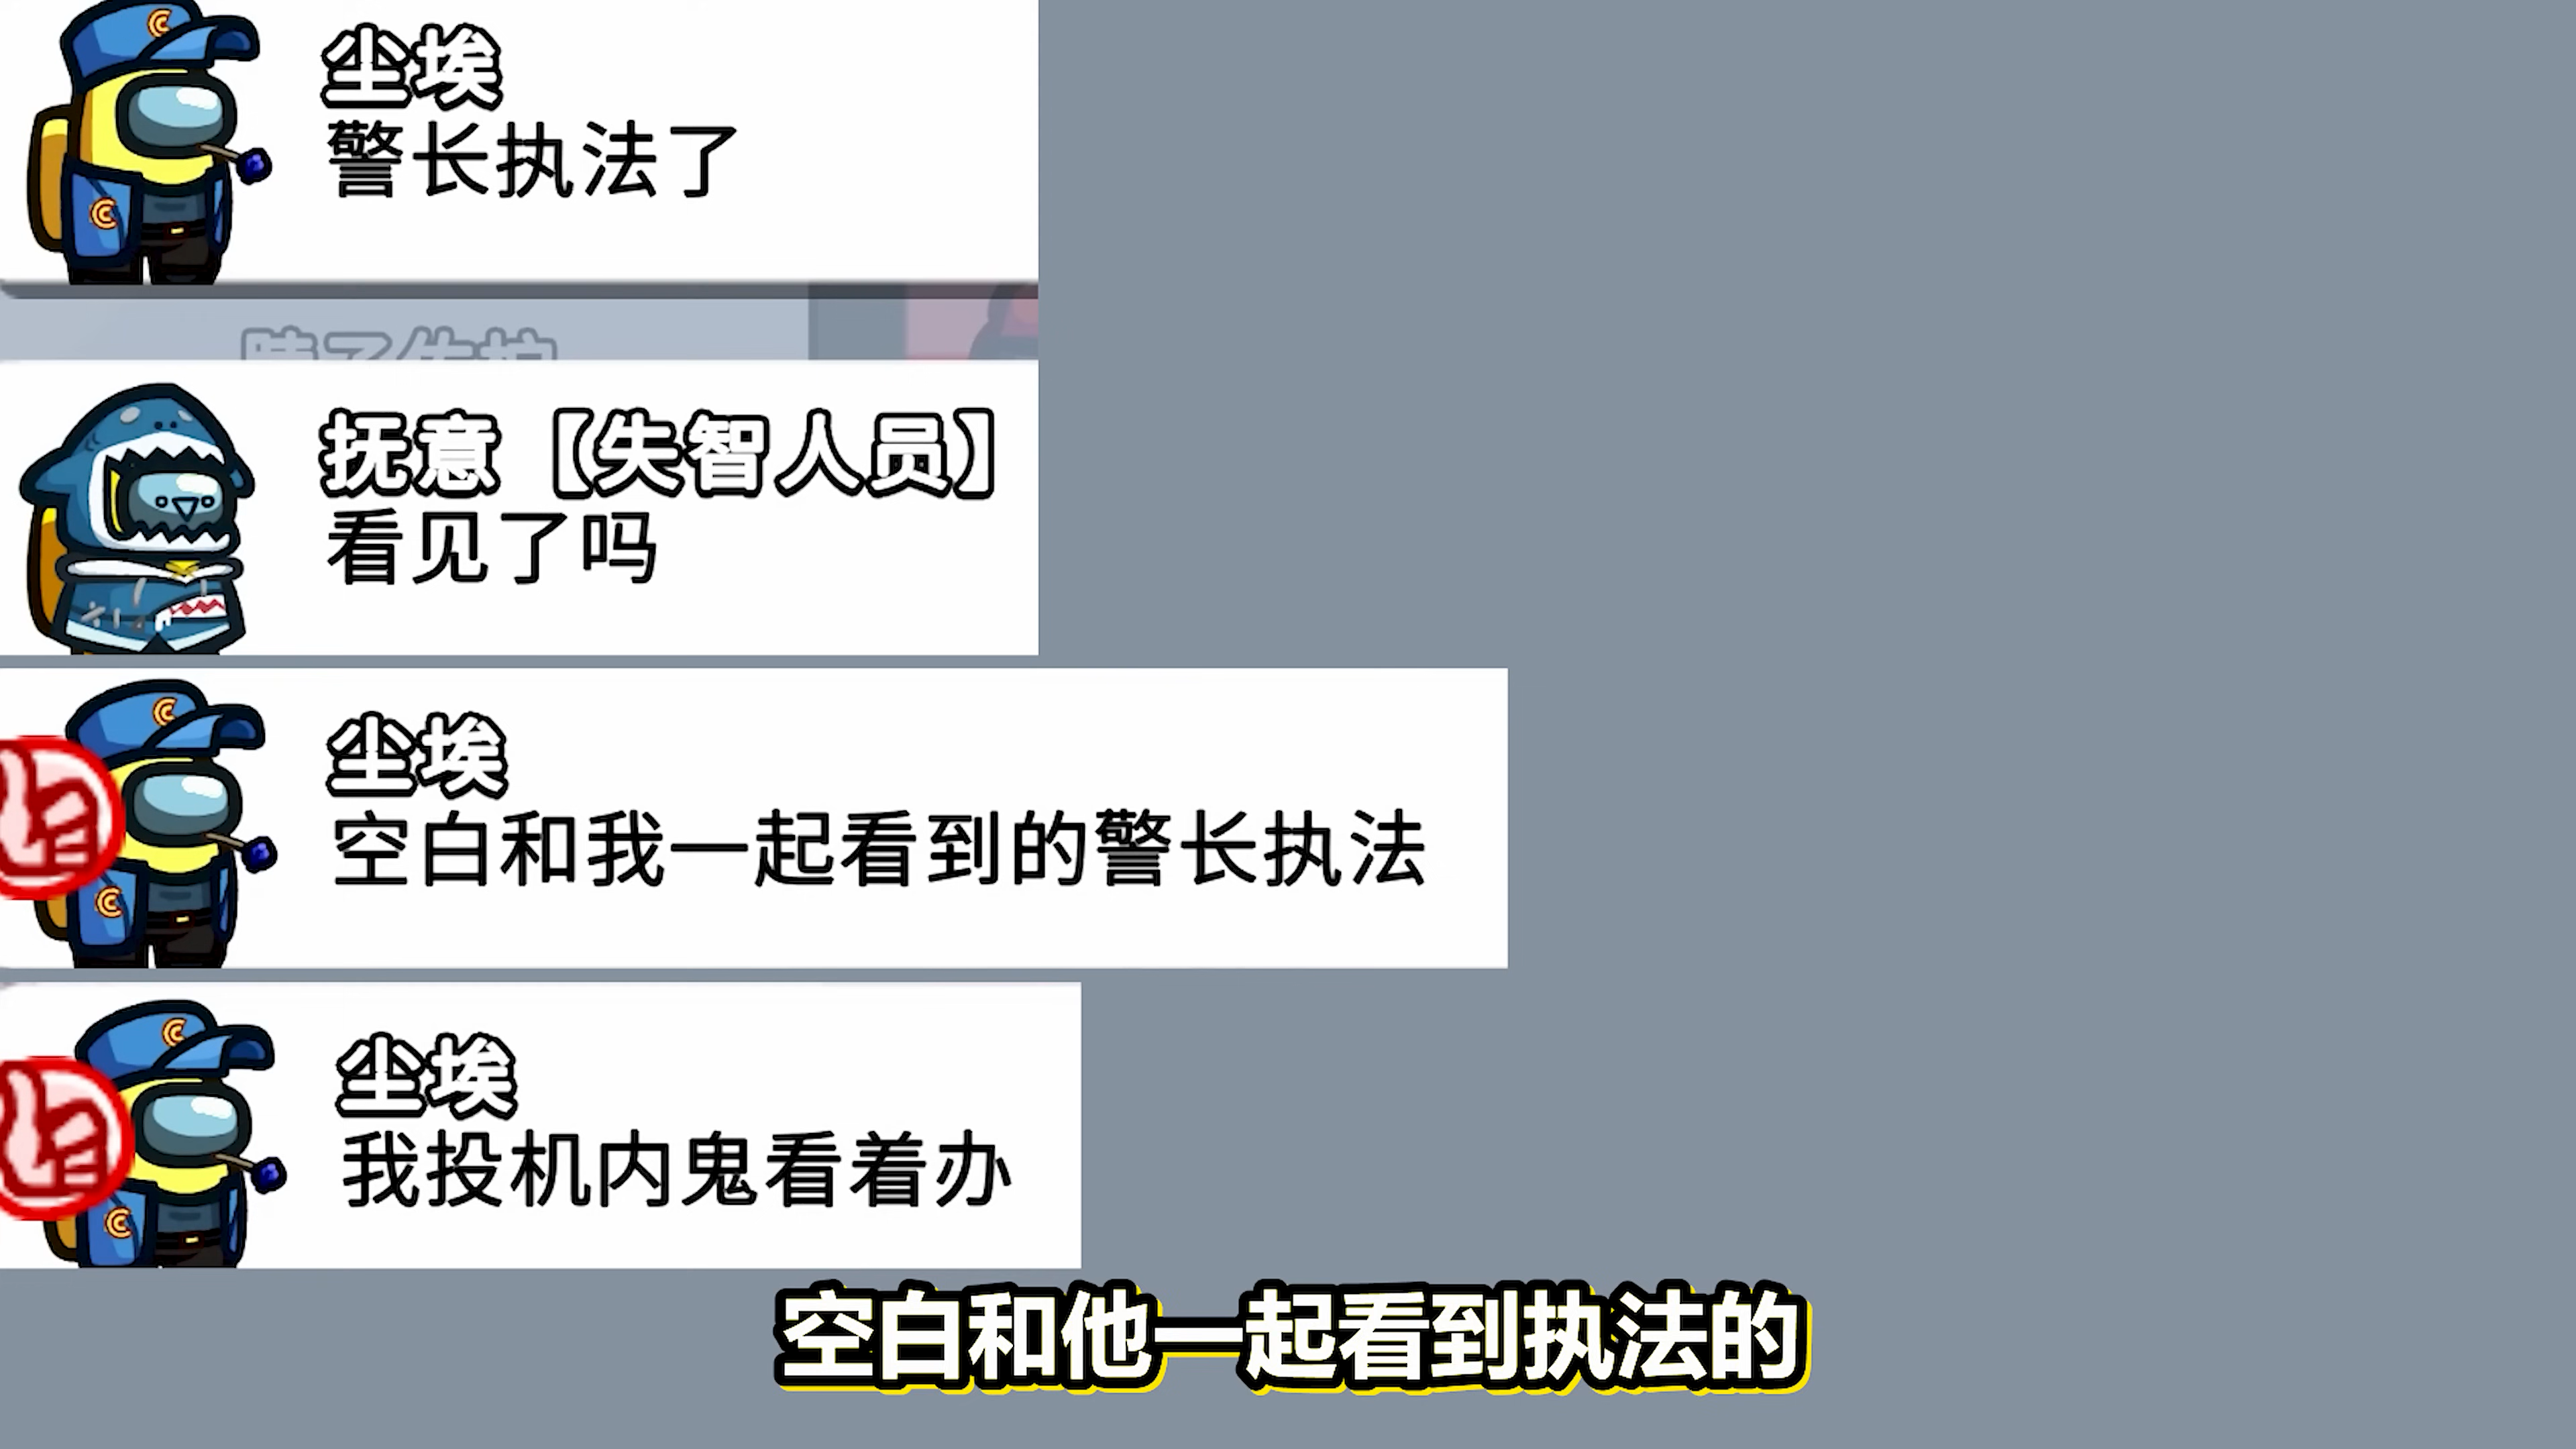 尘埃
警长执法了
抚意【失智人员】
看见了吗
尘埃
空白和我一起看到的警长执法
尘埃
我投机内鬼看着办
空白和他一起看到执法的